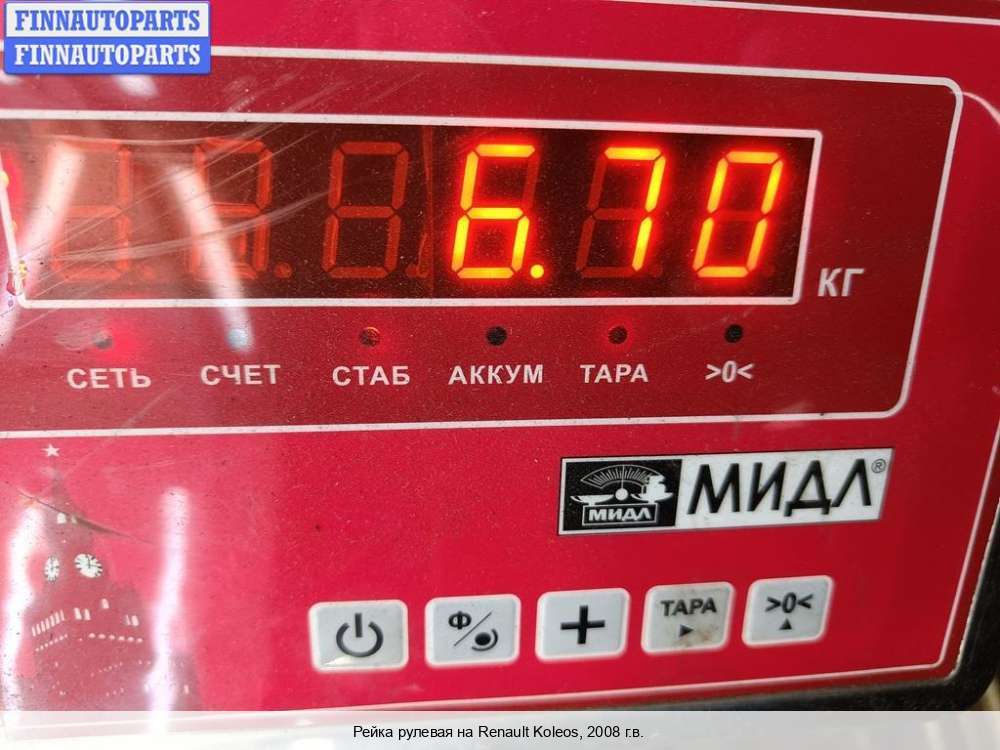 FINNAUTOPARTS
FINNAUTOPARTS
6.70
КГ
СЕТЬ СЧЕТ СТАБ АККУМ ТАРА >0<
МИДЛ МИДЛ®
Ф ТАРА >0<
Рейка рулевая на Renault Koleos, 2008 г.в.